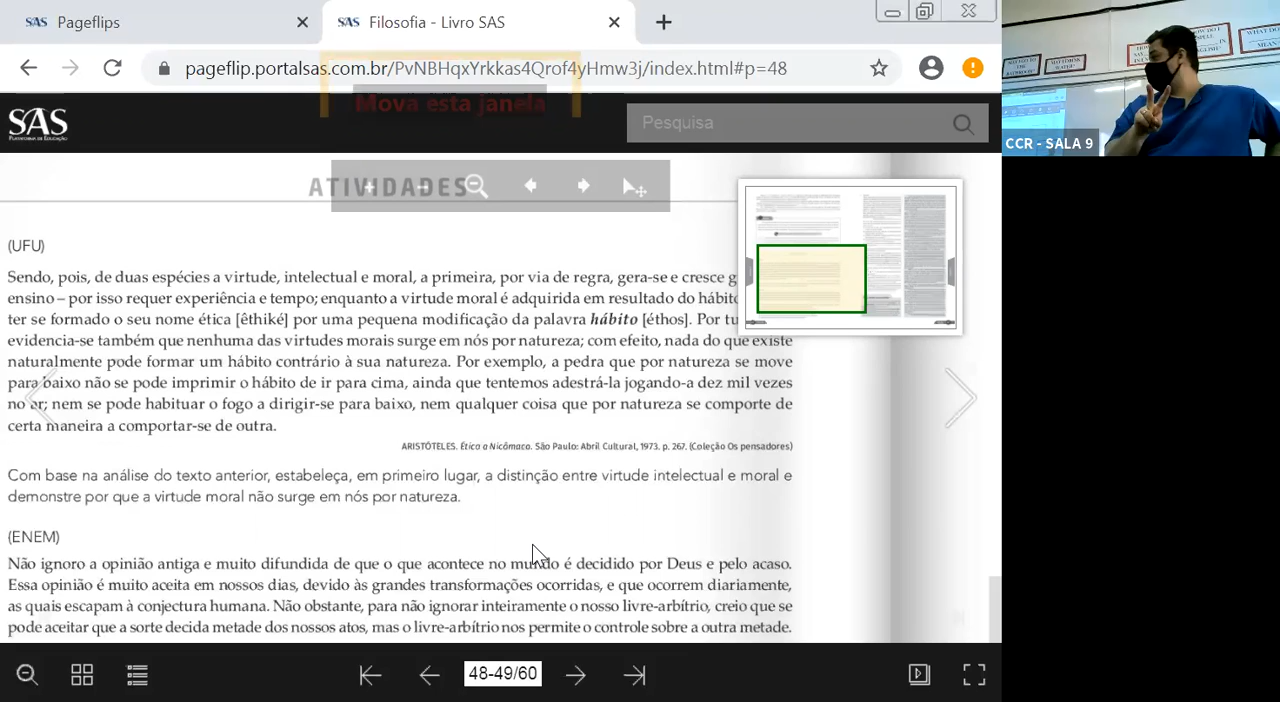 SAS Pageflips
SAS Filosofia - Livro SAS
pageflip.portalsas.com.br/PvNBHqxYrkkas4Qrof4yHmw3j/index.html#p=48
Mova esta janela
SAS
PLATAFORMA DE EDUCAÇÃO
Pesquisa
ATIVIDADES
(UFU)
Sendo, pois, de duas espécies a virtude, intelectual e moral, a primeira, por via de regra, gera-se e cresce
ensino – por isso requer experiência e tempo; enquanto a virtude moral é adquirida em resultado do hábito
ter se formado o seu nome ética [éthiké] por uma pequena modificação da palavra hábito [éthos]. Por
evidencia-se também que nenhuma das virtudes morais surge em nós por natureza; com efeito, nada do que existe
naturalmente pode formar um hábito contrário à sua natureza. Por exemplo, a pedra que por natureza se move
para baixo não se pode imprimir o hábito de ir para cima, ainda que tentemos adestrá-la jogando-a dez mil vezes
no ar; nem se pode habituar o fogo a dirigir-se para baixo, nem qualquer coisa que por natureza se comporte de
certa maneira a comportar-se de outra.
ARISTÓTELES. Ética a Nicômaco. São Paulo: Abril Cultural, 1973. p. 267. (Coleção Os pensadores)
Com base na análise do texto anterior, estabeleça, em primeiro lugar, a distinção entre virtude intelectual e moral e
demonstre por que a virtude moral não surge em nós por natureza.
(ENEM)
Não ignoro a opinião antiga e muito difundida de que o que acontece no mundo é decidido por Deus e pelo acaso.
Essa opinião é muito aceita em nossos dias, devido às grandes transformações ocorridas, e que ocorrem diariamente,
as quais escapam à conjectura humana. Não obstante, para não ignorar inteiramente o nosso livre-arbítrio, creio que se
pode aceitar que a sorte decida metade dos nossos atos, mas o livre-arbítrio nos permite o controle sobre a outra metade.
48-49/60
CCR - SALA 9